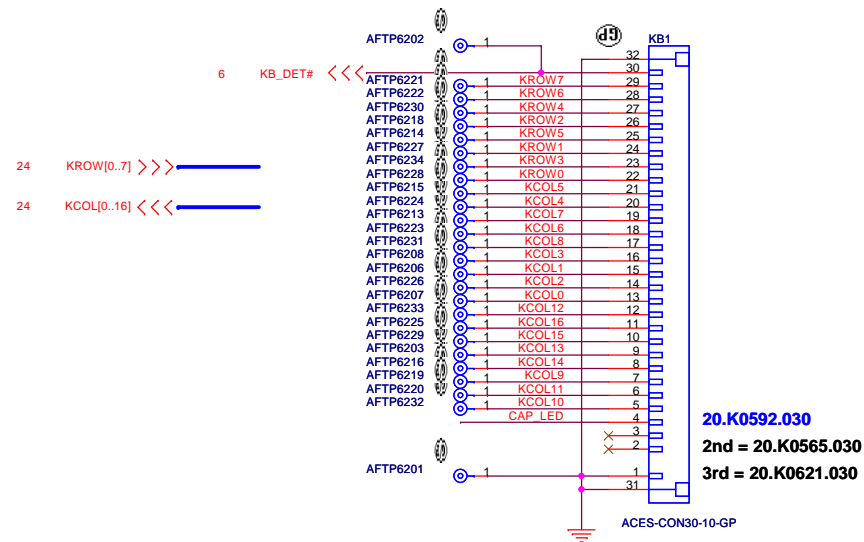 AFTP6202 1 GP KB1
32
6 KB_DET# 30
AFTP6221 1 KROW7 29
AFTP6222 1 KROW6 28
AFTP6230 1 KROW4 27
AFTP6218 1 KROW2 26
AFTP6214 1 KROW5 25
AFTP6227 1 KROW1 24
24 KROW[0..7] AFTP6234 1 KROW3 23
AFTP6228 1 KROW0 22
AFTP6215 1 KCOL5 21
24 KCOL[0..16] AFTP6224 1 KCOL4 20
AFTP6213 1 KCOL7 19
AFTP6223 1 KCOL6 18
AFTP6231 1 KCOL8 17
AFTP6208 1 KCOL3 16
AFTP6206 1 KCOL1 15
AFTP6226 1 KCOL2 14
AFTP6207 1 KCOL0 13
AFTP6233 1 KCOL12 12
AFTP6225 1 KCOL16 11
AFTP6229 1 KCOL15 10
AFTP6203 1 KCOL13 9
AFTP6216 1 KCOL14 8
AFTP6219 1 KCOL9 7
AFTP6220 1 KCOL11 6
AFTP6232 1 KCOL10 5
CAP_LED 4 20.K0592.030
3
2 2nd = 20.K0565.030
AFTP6201 1 1 3rd = 20.K0621.030
31
ACES-CON30-10-GP